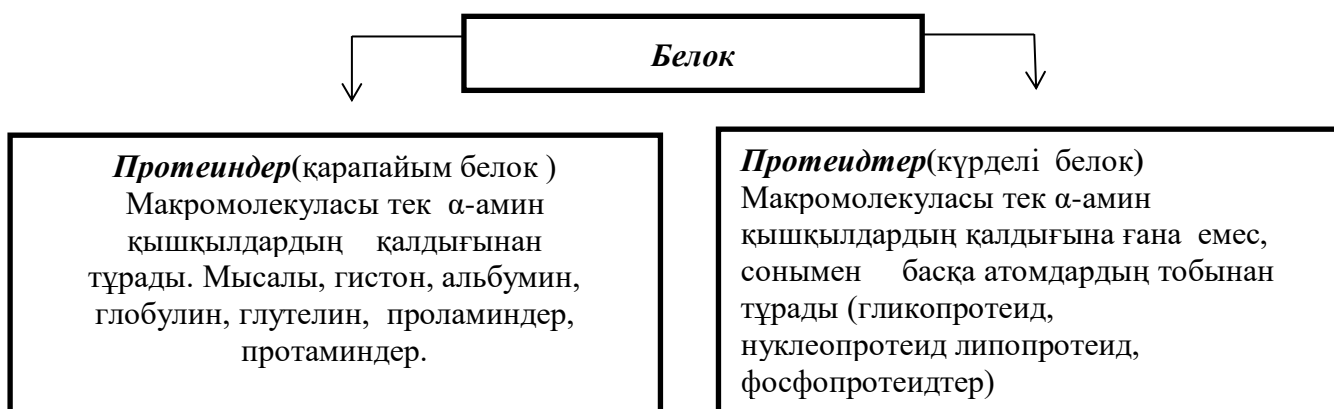 Белок
Протеиндер(қарапайым белок )
Макромолекуласы тек α-амин
қышқылдардың қалдығынан
тұрады. Мысалы, гистон, альбумин,
глобулин, глутелин, проламиндер,
протаминдер.
Протеидтер(күрделі белок)
Макромолекуласы тек α-амин
қышқылдардың қалдығына ғана емес,
сонымен басқа атомдардың тобынан
тұрады (гликопротеид,
нуклеопротеид липопротеид,
фосфопротеидтер)